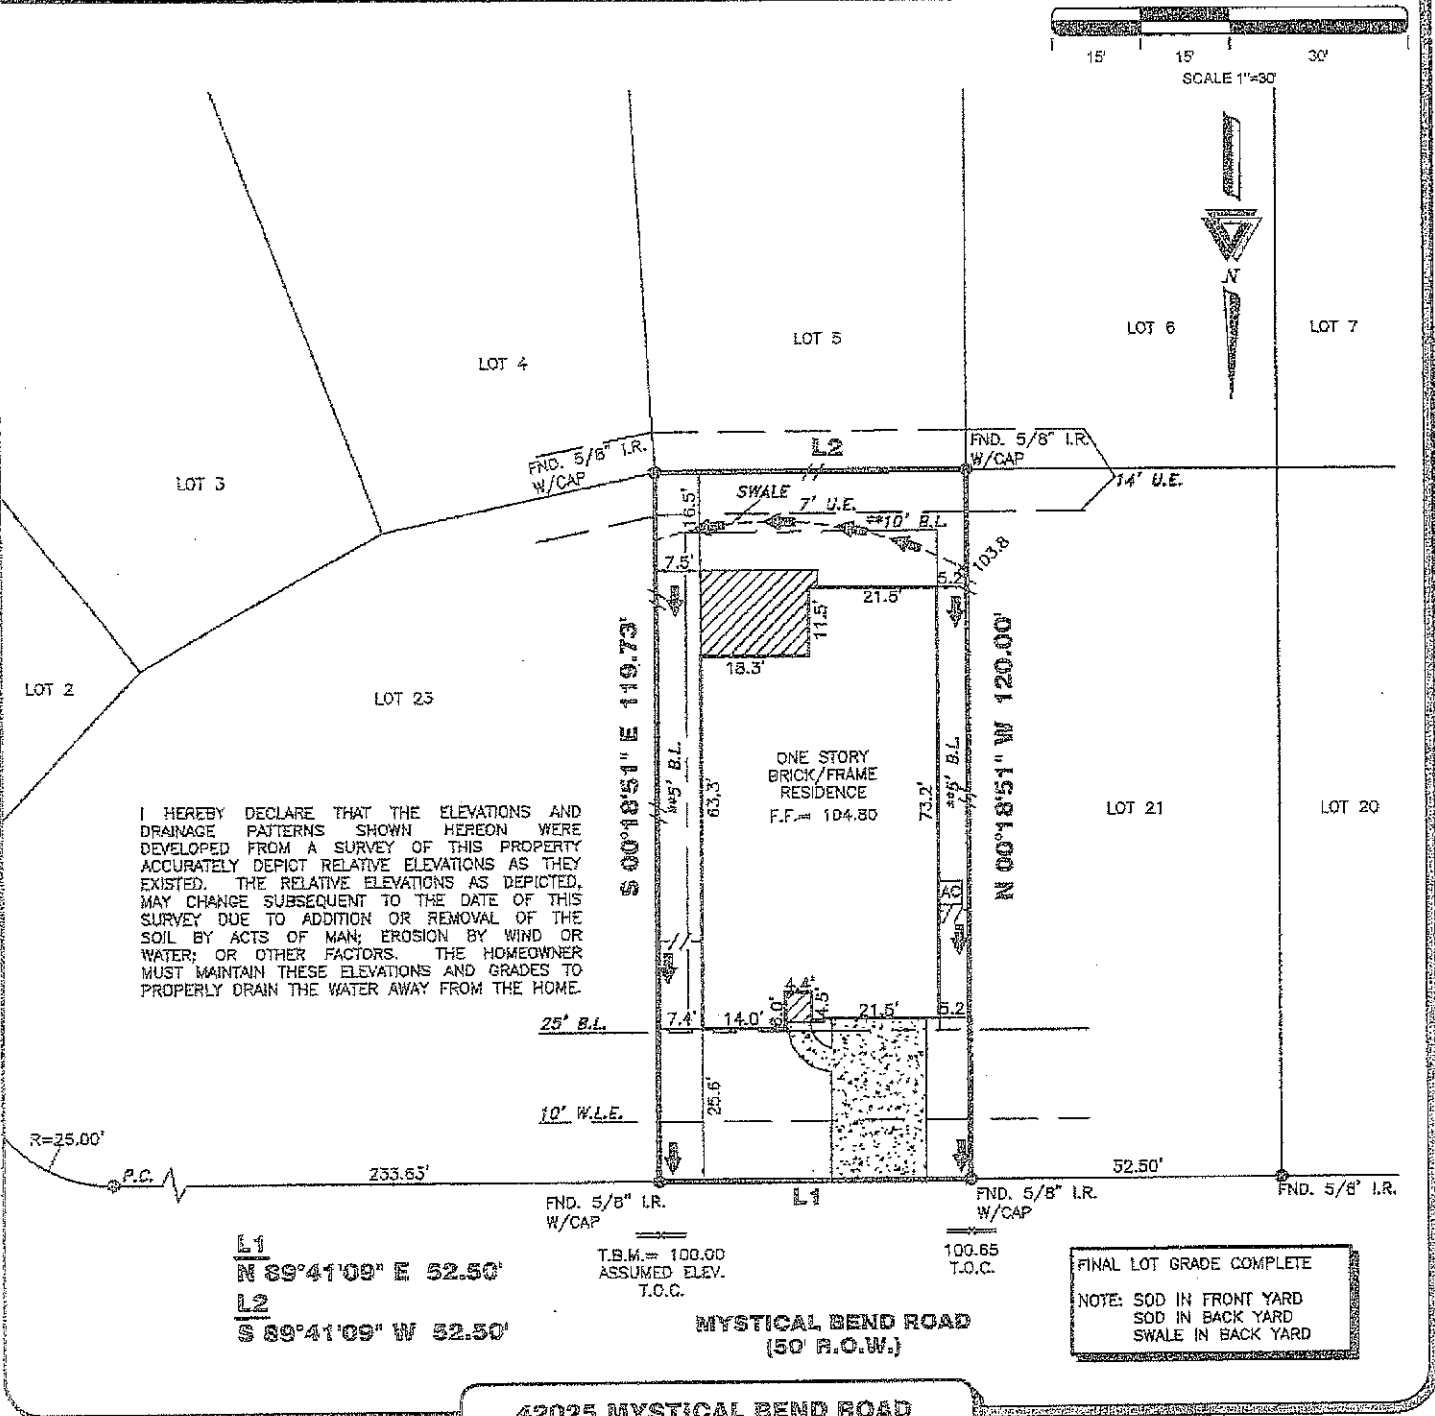 15' 15' 30'
SCALE 1"=30'
N
LOT 5
LOT 6
LOT 7
LOT 4
LOT 3
FND. 5/8" I.R.
W/CAP
L2
FND. 5/8" I.R.
W/CAP
14' U.E.
SWALE
7' U.E.
**10' B.L.
16.5'
103.8
7.5'
5.2
21.5'
11.5'
18.3'
S 00°18'51" E 119.73'
N 00°18'51" W 120.00'
LOT 2
LOT 23
ONE STORY
BRICK/FRAME
RESIDENCE
F.F.= 104.80
**5' B.L.
63.3'
73.2'
**5' B.L.
LOT 21
LOT 20
I HEREBY DECLARE THAT THE ELEVATIONS AND
DRAINAGE PATTERNS SHOWN HEREON WERE
DEVELOPED FROM A SURVEY OF THIS PROPERTY
ACCURATELY DEPICT RELATIVE ELEVATIONS AS THEY
EXISTED. THE RELATIVE ELEVATIONS AS DEPICTED,
MAY CHANGE SUBSEQUENT TO THE DATE OF THIS
SURVEY DUE TO ADDITION OR REMOVAL OF THE
SOIL BY ACTS OF MAN; EROSION BY WIND OR
WATER; OR OTHER FACTORS. THE HOMEOWNER
MUST MAINTAIN THESE ELEVATIONS AND GRADES TO
PROPERLY DRAIN THE WATER AWAY FROM THE HOME.
AC
4.4'
6.0'
4.5'
25' B.L.
7.4'
14.0'
21.5'
5.2
25.6'
10' W.L.E.
R=25.00'
P.C.
233.63'
52.50'
FND. 5/8" I.R.
W/CAP
L1
FND. 5/8" I.R.
W/CAP
FND. 5/8' I.R.
T.B.M.= 100.00
ASSUMED ELEV.
T.O.C.
100.65
T.O.C.
L1
N 89°41'09" E 52.50'
L2
S 89°41'09" W 52.50'
MYSTICAL BEND ROAD
(50' R.O.W.)
FINAL LOT GRADE COMPLETE
NOTE: SOD IN FRONT YARD
SOD IN BACK YARD
SWALE IN BACK YARD
42025 MYSTICAL BEND ROAD